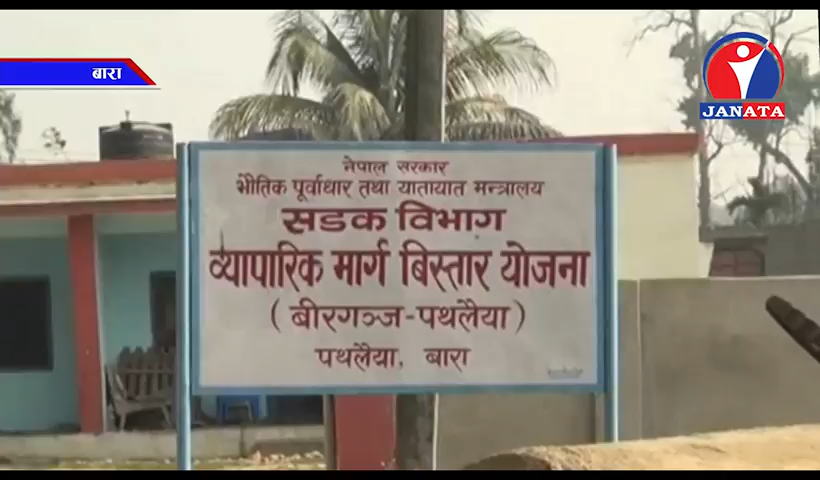 बारा
JANATA
नेपाल सरकार
भौतिक पूर्वाधार तथा यातायात मन्त्रालय
सडक विभाग
व्यापारिक मार्ग बिस्तार योजना
(बीरगञ्ज-पथलैया)
पथलैया, बारा